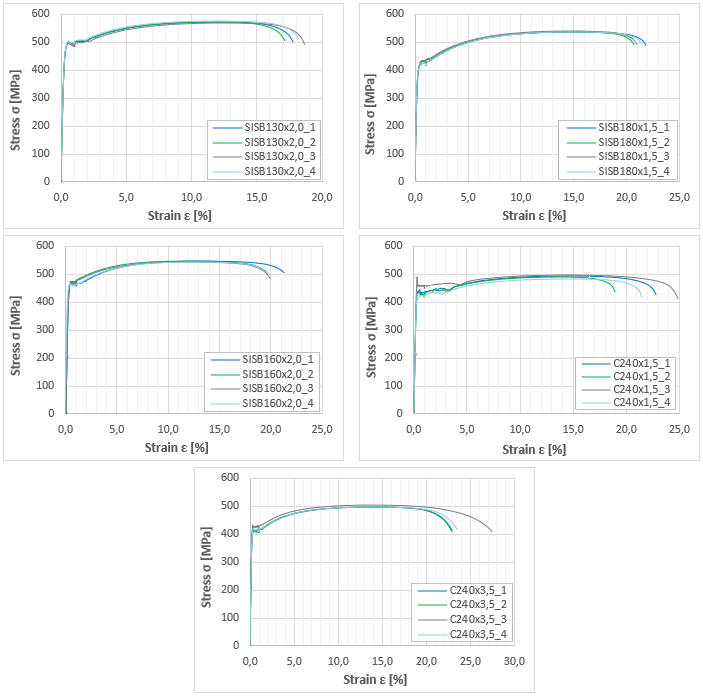 600
500
400
300
200
100
0
Stress σ [MPa]
SISB130x2,0_1
SISB130x2,0_2
SISB130x2,0_3
SISB130x2,0_4
0,0 5,0 10,0 15,0 20,0
Strain ε [%]
600
500
400
300
200
100
0
Stress σ [MPa]
SISB180x1,5_1
SISB180x1,5_2
SISB180x1,5_3
SISB180x1,5_4
0,0 5,0 10,0 15,0 20,0 25,0
Strain ε [%]
600
500
400
300
200
100
0
Stress σ [MPa]
SISB160x2,0_1
SISB160x2,0_2
SISB160x2,0_3
SISB160x2,0_4
0,0 5,0 10,0 15,0 20,0 25,0
Strain ε [%]
600
500
400
300
200
100
0
Stress σ [MPa]
C240x1,5_1
C240x1,5_2
C240x1,5_3
C240x1,5_4
0,0 5,0 10,0 15,0 20,0 25,0
Strain ε [%]
600
500
400
300
200
100
0
Stress σ [MPa]
C240x3,5_1
C240x3,5_2
C240x3,5_3
C240x3,5_4
0,0 5,0 10,0 15,0 20,0 25,0 30,0
Strain ε [%]